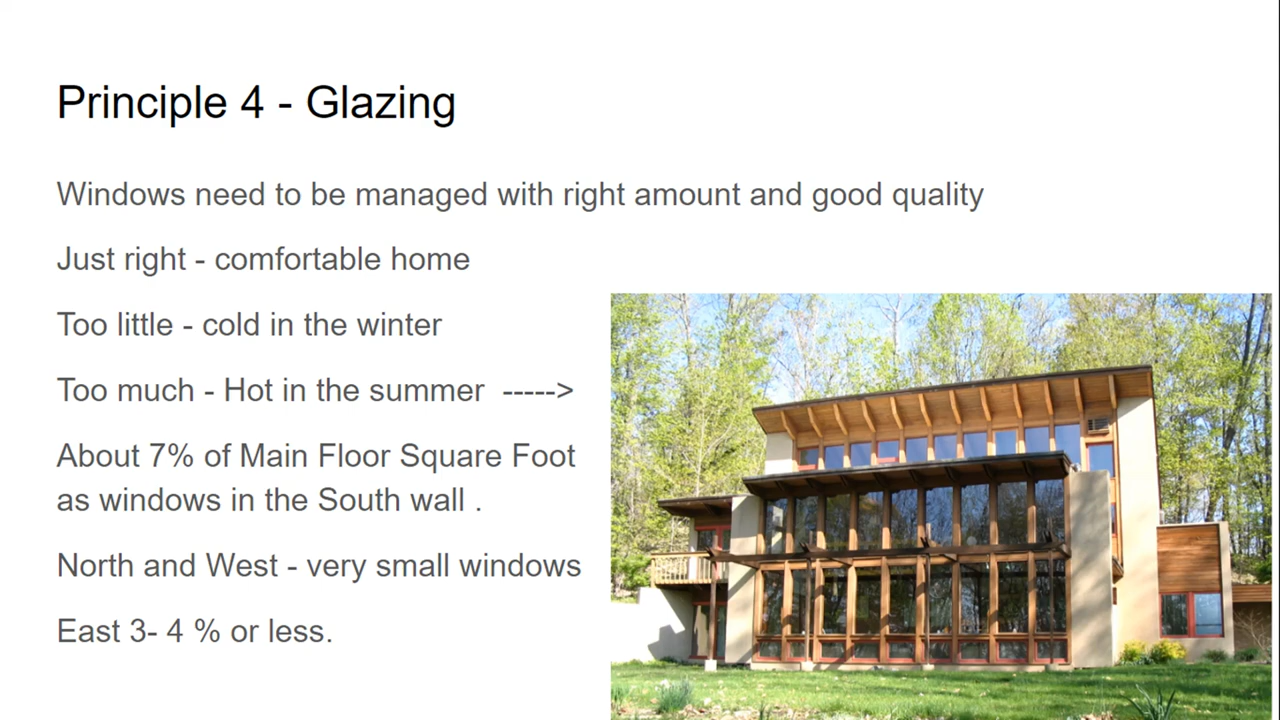 Principle 4 - Glazing
Windows need to be managed with right amount and good quality
Just right - comfortable home
Too little - cold in the winter
Too much - Hot in the summer  ----->
About 7% of Main Floor Square Foot
as windows in the South wall .
North and West - very small windows
East 3- 4 % or less.